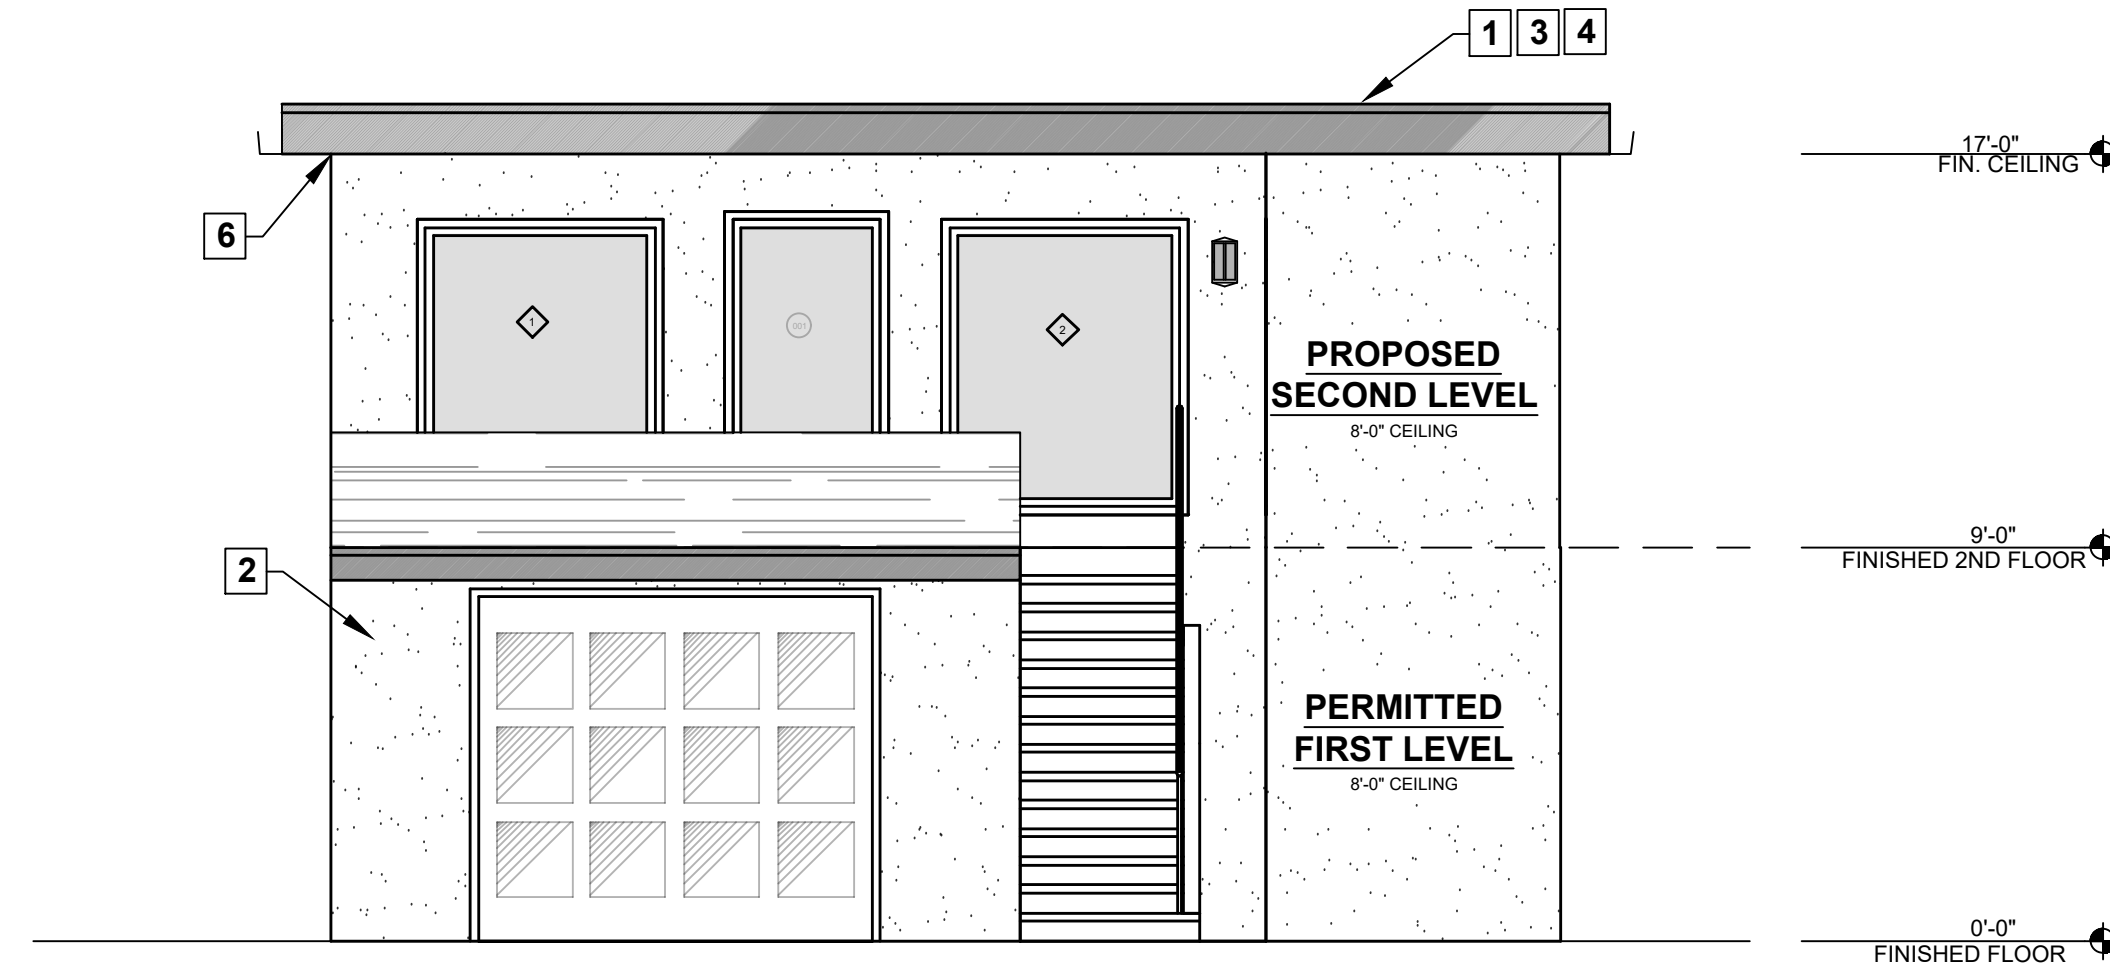 1 3 4
17'-0"
FIN. CEILING
6
1
001
2
PROPOSED
SECOND LEVEL
8'-0" CEILING
9'-0"
FINISHED 2ND FLOOR
2
PERMITTED
FIRST LEVEL
8'-0" CEILING
0'-0"
FINISHED FLOOR